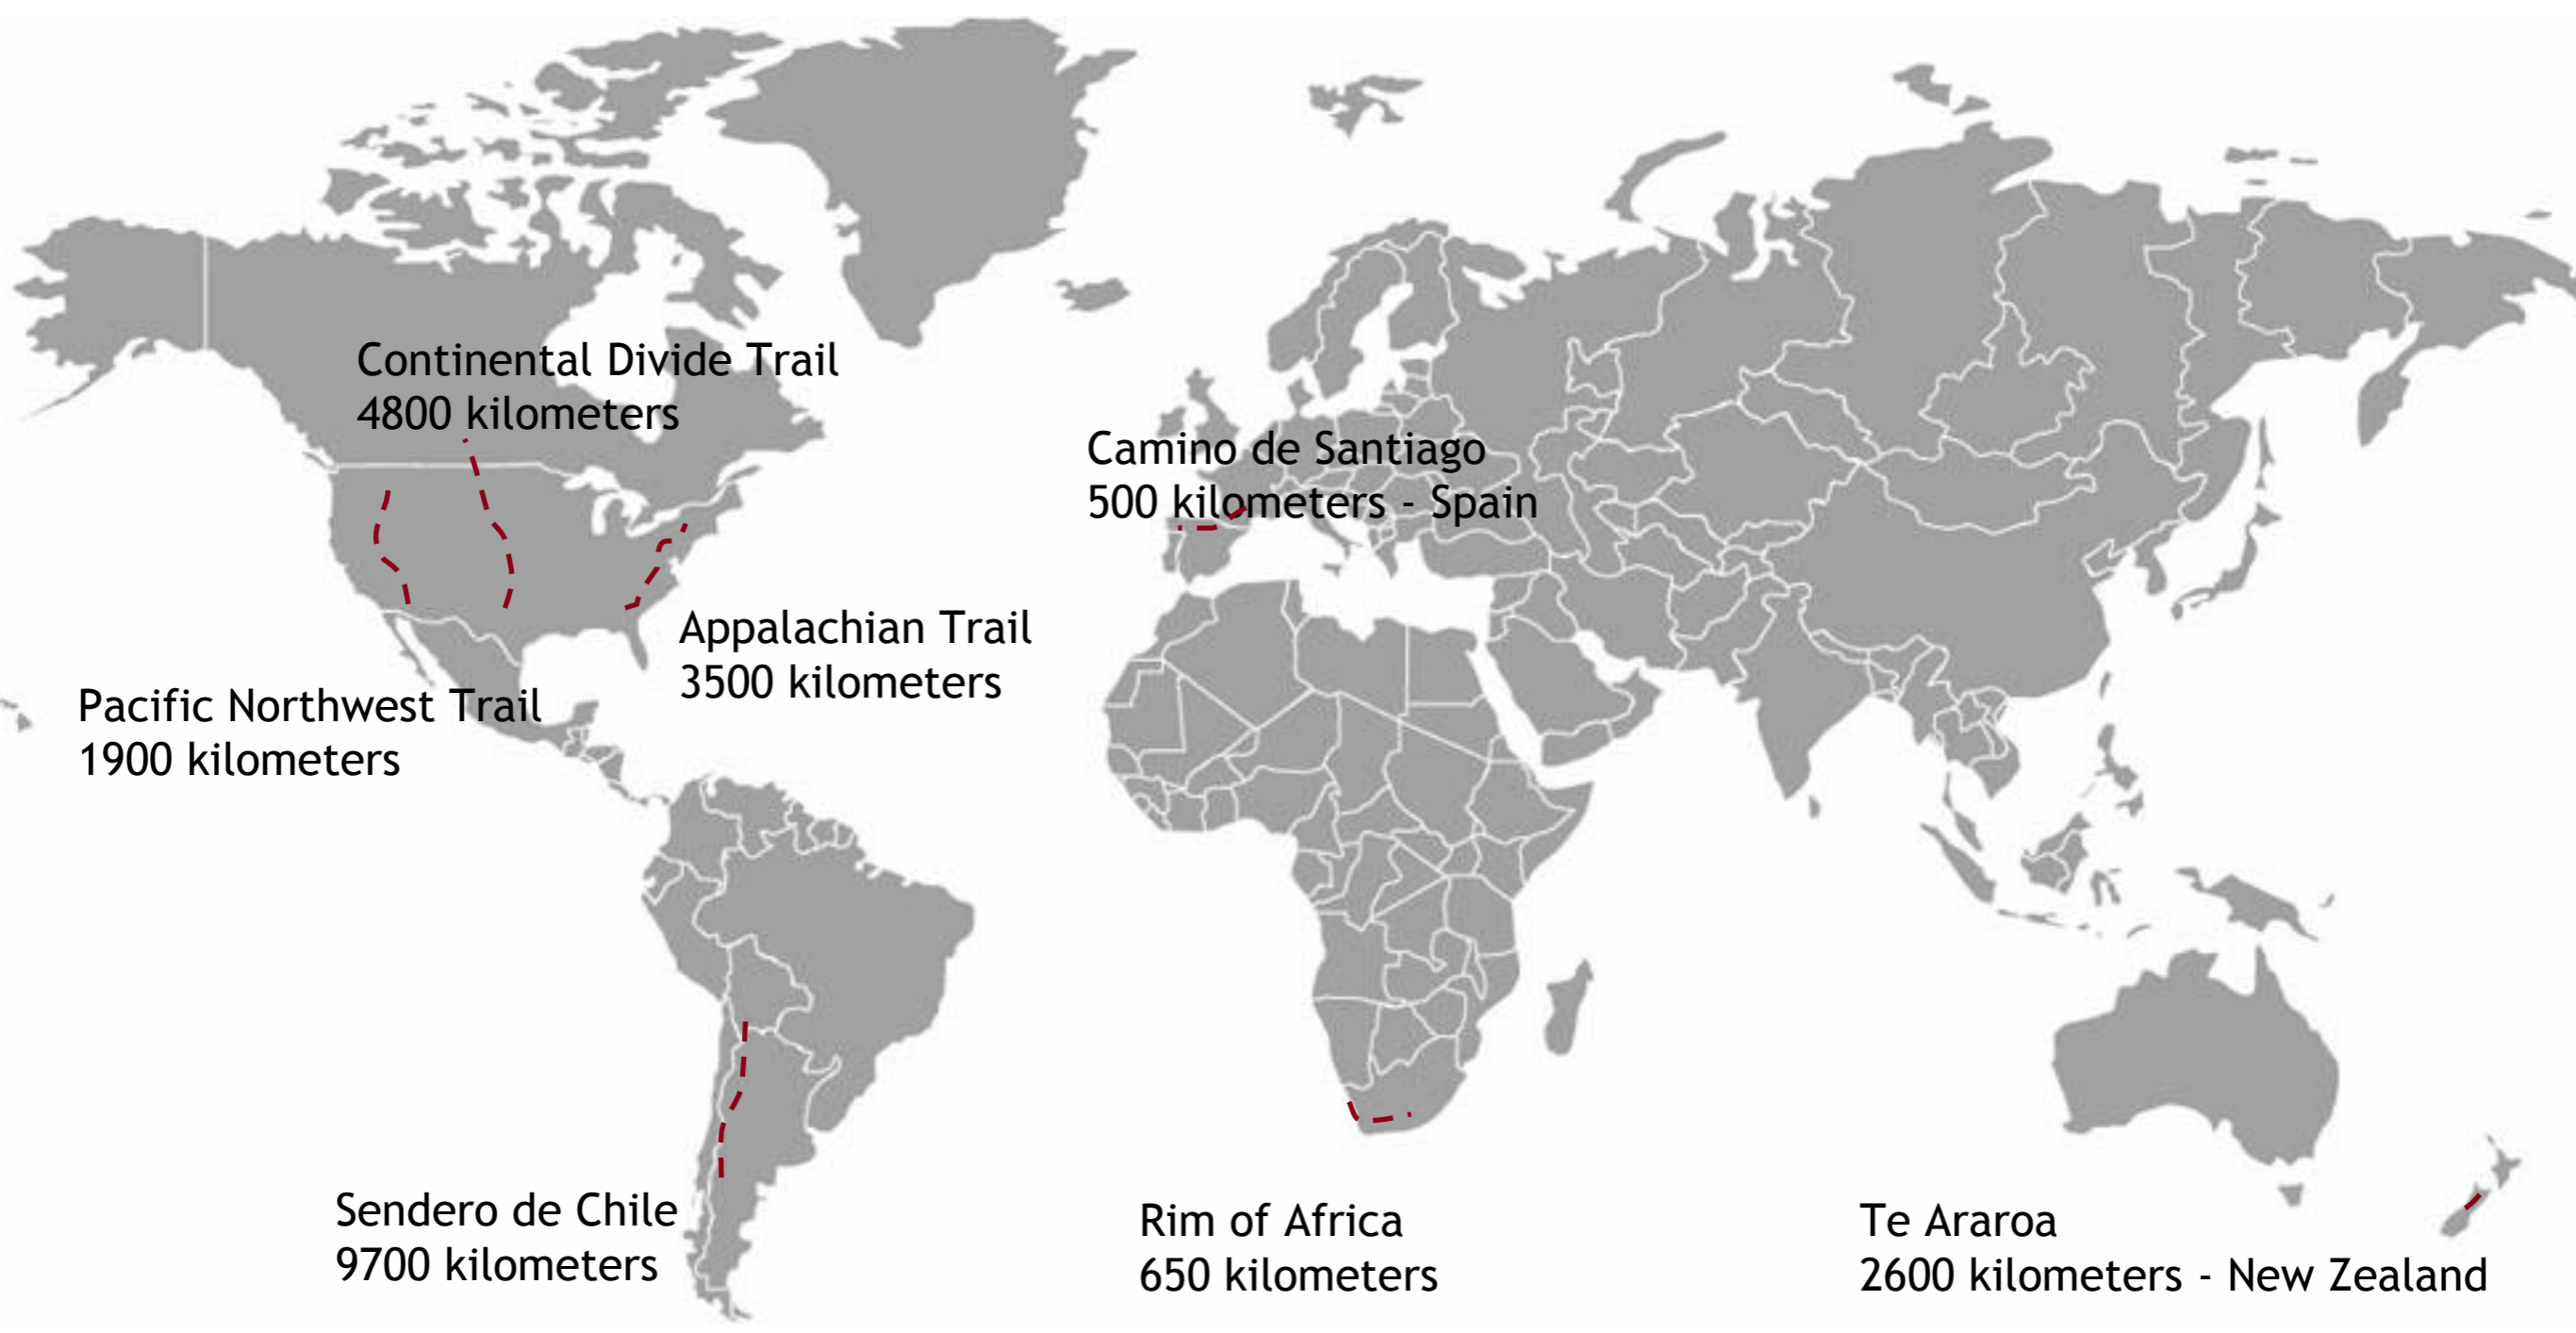 Continental Divide Trail
4800 kilometers
Camino de Santiago
500 kilometers - Spain
Appalachian Trail
3500 kilometers
Pacific Northwest Trail
1900 kilometers
Sendero de Chile
9700 kilometers
Rim of Africa
650 kilometers
Te Araroa
2600 kilometers - New Zealand